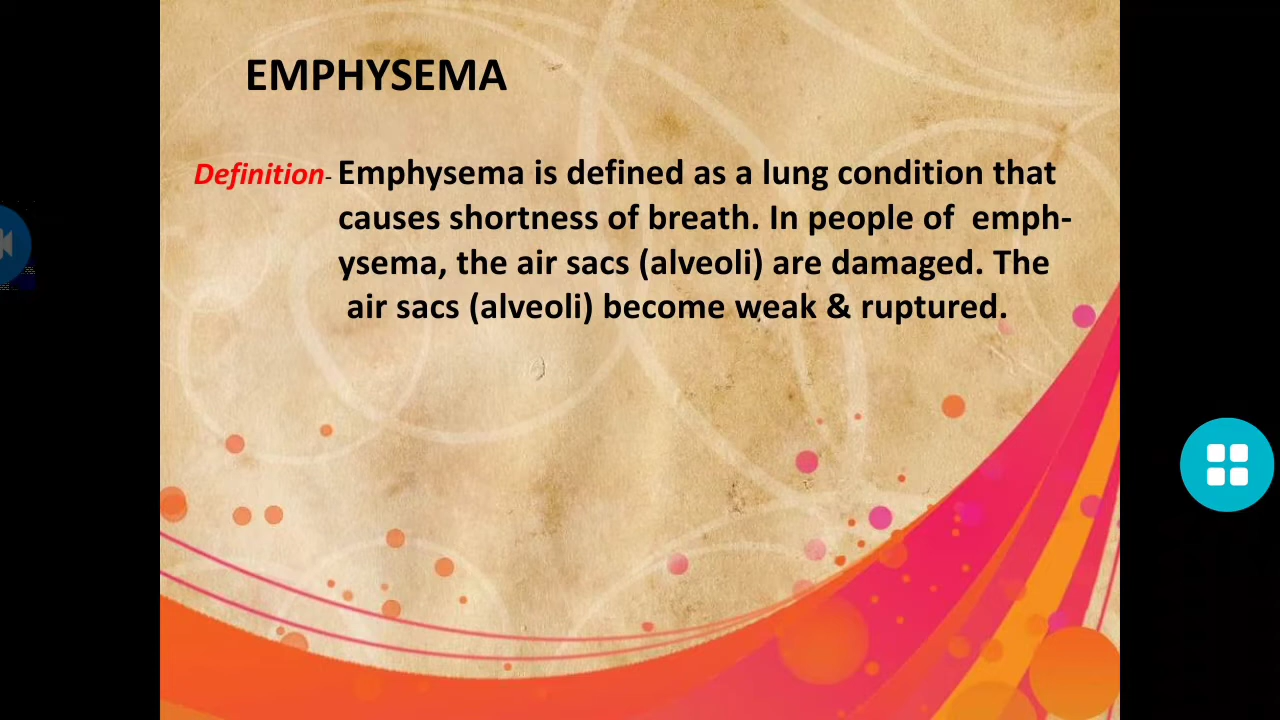 EMPHYSEMA
Definition- Emphysema is defined as a lung condition that
causes shortness of breath. In people of  emph-
ysema, the air sacs (alveoli) are damaged. The
air sacs (alveoli) become weak & ruptured.